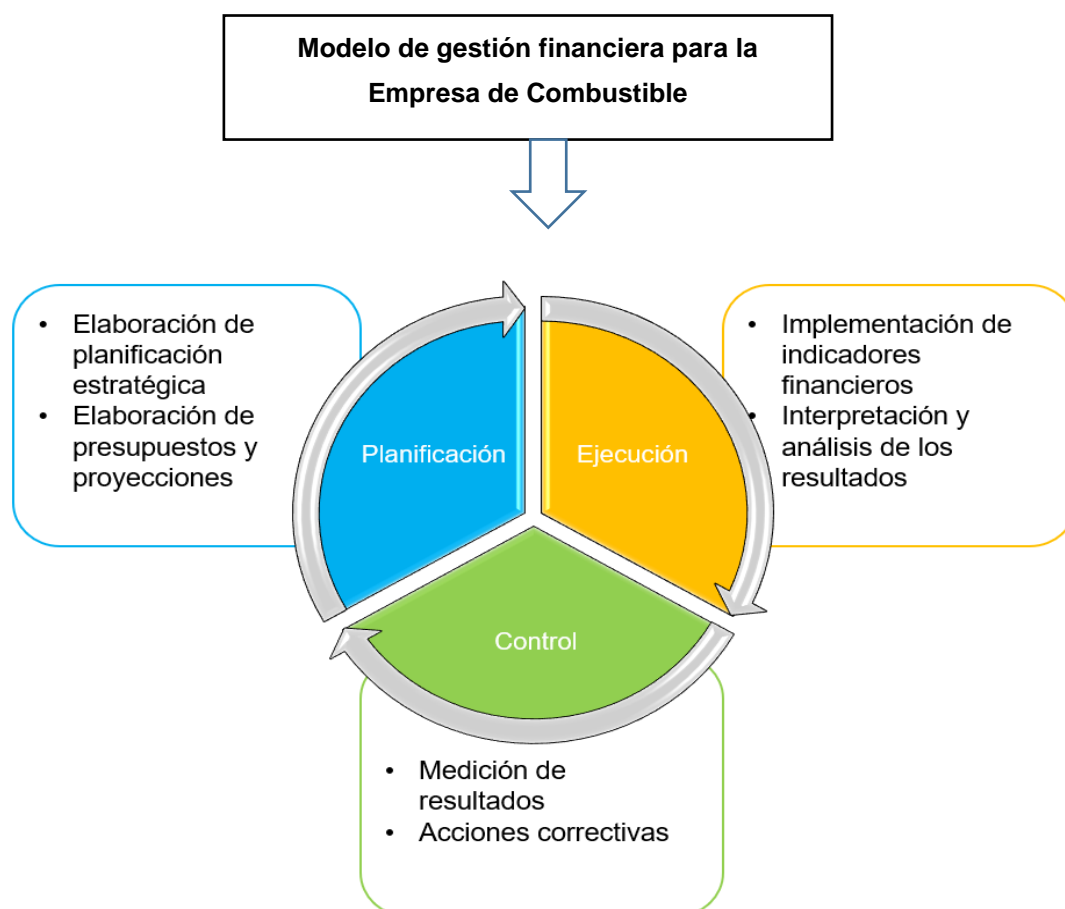 Modelo de gestión financiera para la
Empresa de Combustible
• Elaboración de
planificación
estratégica
• Elaboración de
presupuestos y
proyecciones
Planificación
Ejecución
• Implementación de
indicadores
financieros
• Interpretación y
análisis de los
resultados
Control
• Medición de
resultados
• Acciones correctivas